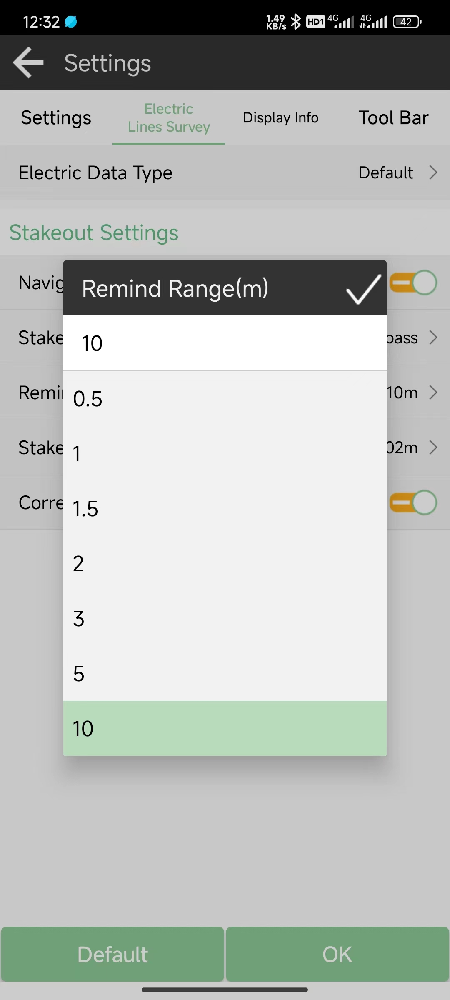 12:32
1.49
KB/s
HD1
4G
4G
42
Settings
Settings
Electric
Lines Survey
Display Info
Tool Bar
Electric Data Type
Default
Stakeout Settings
Navig
Remind Range(m)
10
Stake
pass
Remin
10m
Stake
02m
Corre
0.5
1
1.5
2
3
5
10
Default
OK